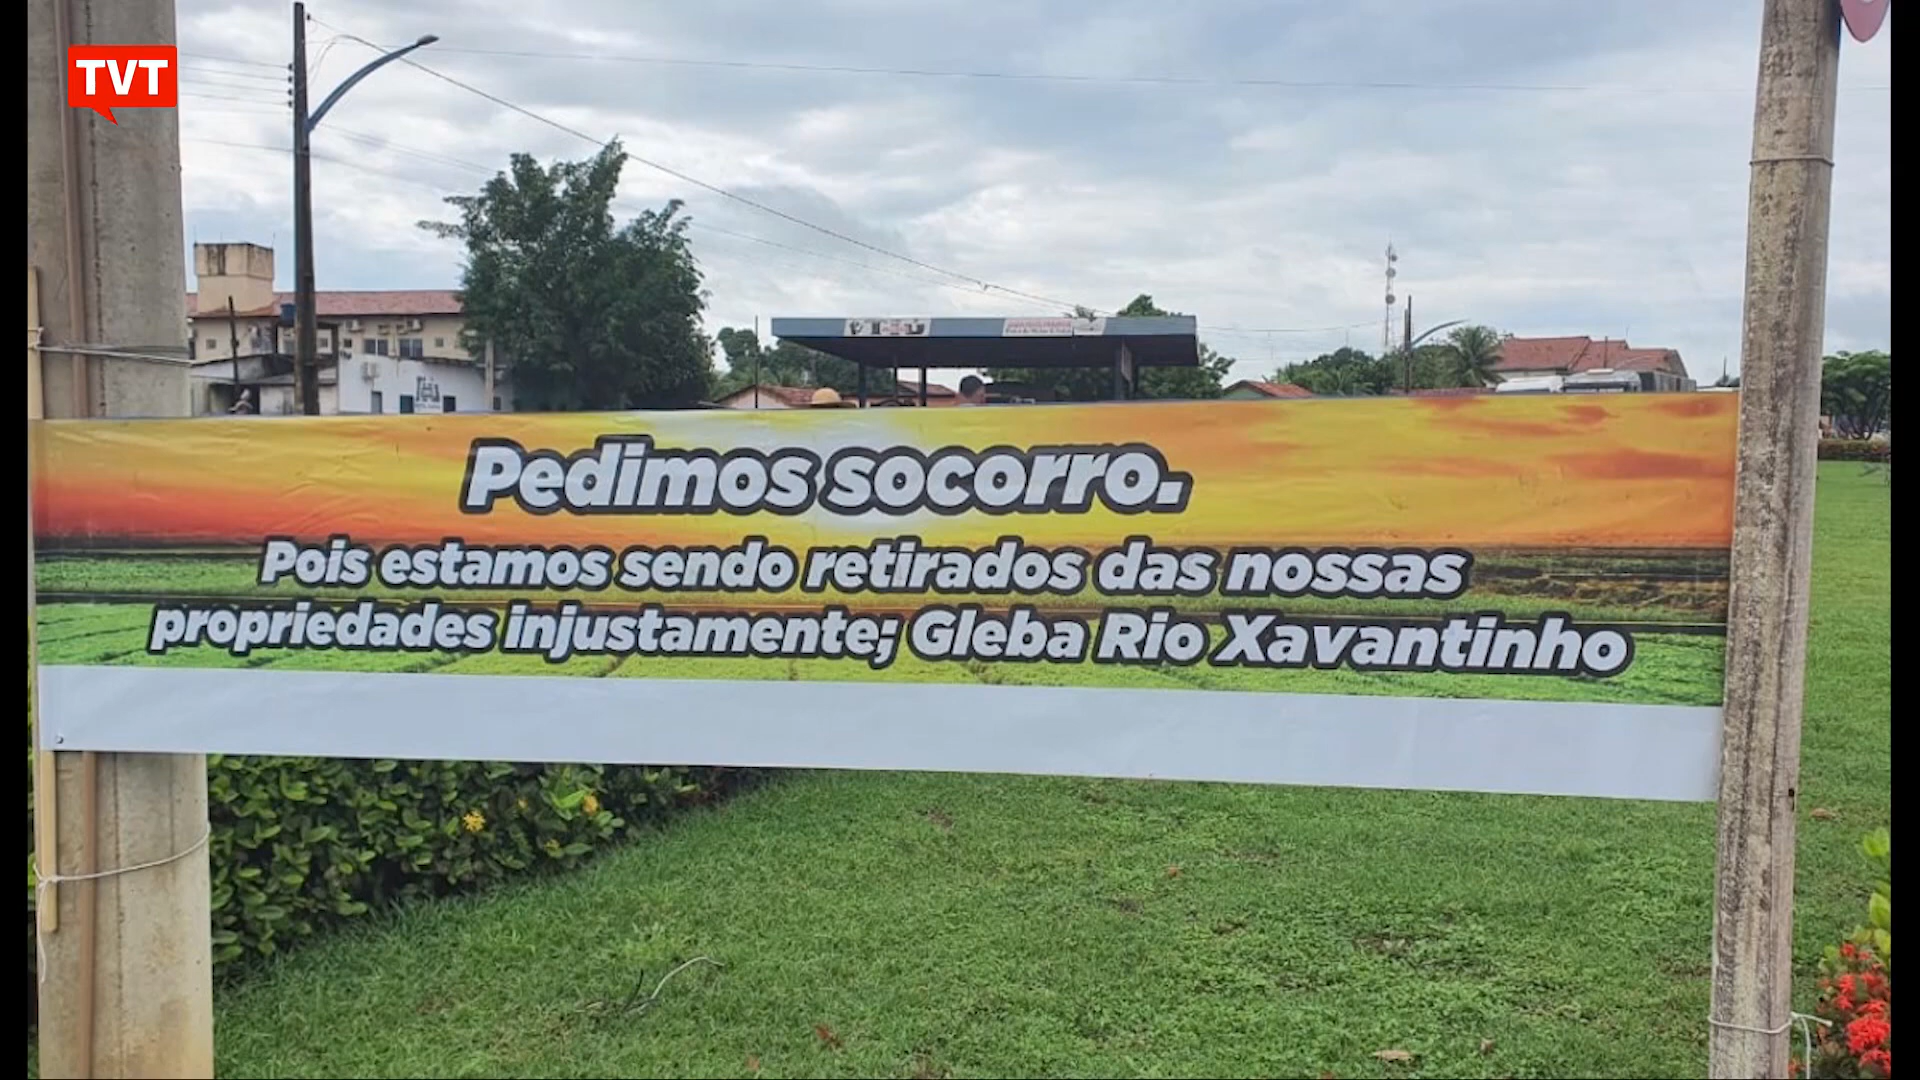 TVT
Pedimos socorro.
Pois estamos sendo retirados das nossas
propriedades injustamente; Gleba Rio Xavantinho